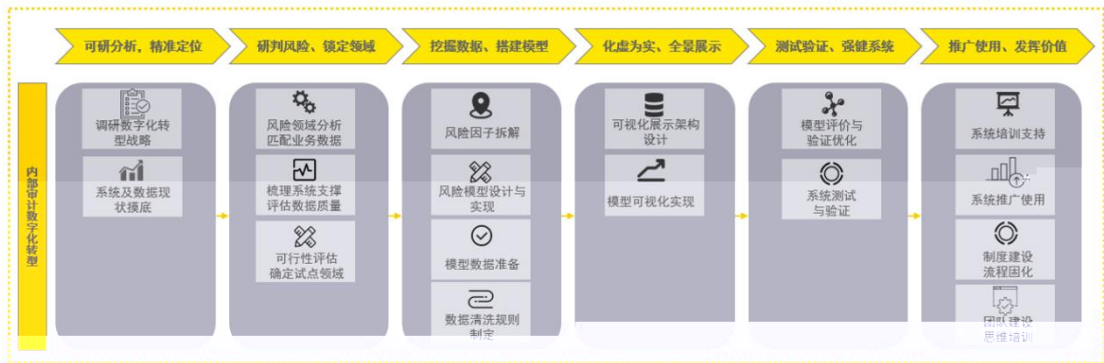 可研分析，精准定位
研判风险、锁定领域
挖掘数据、搭建模型
化虚为实、全景展示
测试验证、强健系统
推广使用、发挥价值
内部审计数字化转型
调研数字化转
型战略
系统及数据现
状摸底
风险领域分析
匹配业务数据
梳理系统支撑
评估数据质量
可行性评估
确定试点领域
风险因子拆解
风险模型设计与
实现
模型数据准备
数据清洗规则
制定
可视化展示架构
设计
模型可视化实现
模型评价与
验证优化
系统测试
与验证
系统培训支持
系统推广使用
制度建设
流程固化
团队建设
思维培训